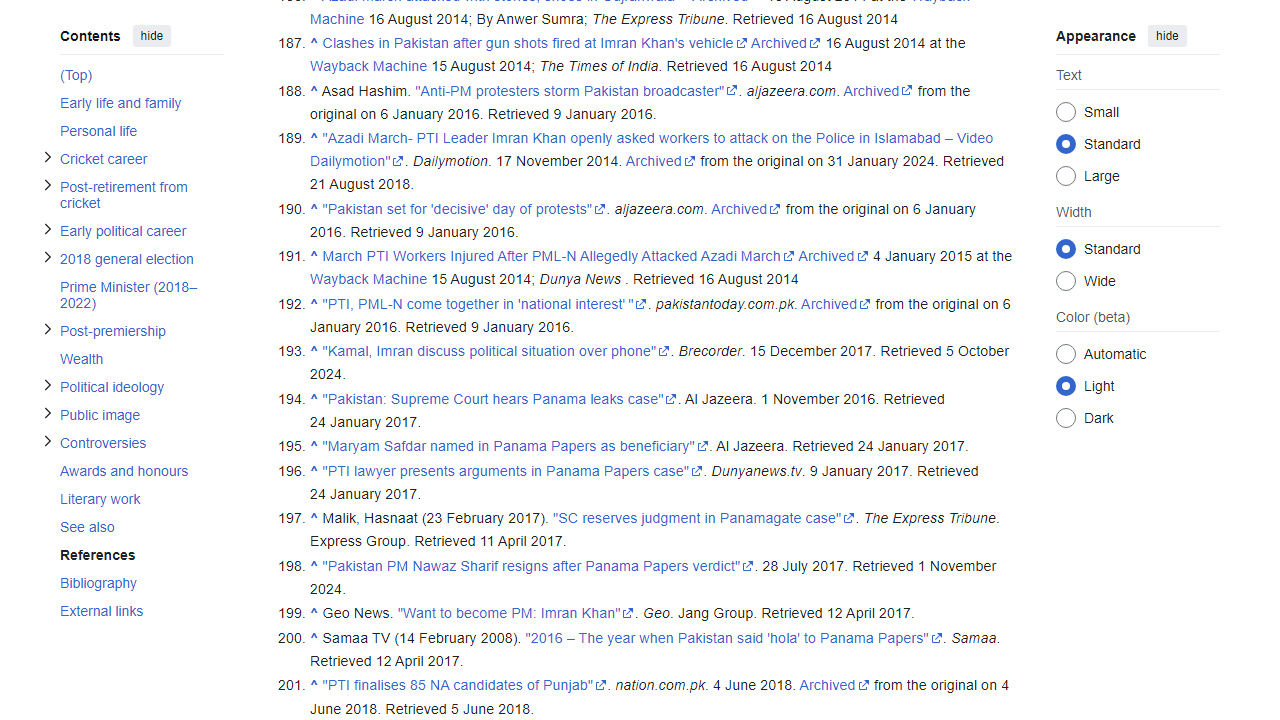 Contents hide
(Top)
Early life and family
Personal life
Cricket career
Post-retirement from
cricket
Early political career
2018 general election
Prime Minister (2018–
2022)
Post-premiership
Wealth
Political ideology
Public image
Controversies
Awards and honours
Literary work
See also
References
Bibliography
External links
Machine 16 August 2014; By Anwer Sumra; The Express Tribune. Retrieved 16 August 2014
187. ^ Clashes in Pakistan after gun shots fired at Imran Khan's vehicle Archived 16 August 2014 at the
Wayback Machine 15 August 2014; The Times of India. Retrieved 16 August 2014
188. ^ Asad Hashim. "Anti-PM protesters storm Pakistan broadcaster". aljazeera.com. Archived from the
original on 6 January 2016. Retrieved 9 January 2016.
189. ^ "Azadi March- PTI Leader Imran Khan openly asked workers to attack on the Police in Islamabad – Video
Dailymotion". Dailymotion. 17 November 2014. Archived from the original on 31 January 2024. Retrieved
21 August 2018.
190. ^ "Pakistan set for 'decisive' day of protests". aljazeera.com. Archived from the original on 6 January
2016. Retrieved 9 January 2016.
191. ^ March PTI Workers Injured After PML-N Allegedly Attacked Azadi March Archived 4 January 2015 at the
Wayback Machine 15 August 2014; Dunya News . Retrieved 16 August 2014
192. ^ "PTI, PML-N come together in 'national interest' ". pakistantoday.com.pk. Archived from the original on 6
January 2016. Retrieved 9 January 2016.
193. ^ "Kamal, Imran discuss political situation over phone". Brecorder. 15 December 2017. Retrieved 5 October
2024.
194. ^ "Pakistan: Supreme Court hears Panama leaks case". Al Jazeera. 1 November 2016. Retrieved
24 January 2017.
195. ^ "Maryam Safdar named in Panama Papers as beneficiary". Al Jazeera. Retrieved 24 January 2017.
196. ^ "PTI lawyer presents arguments in Panama Papers case". Dunyanews.tv. 9 January 2017. Retrieved
24 January 2017.
197. ^ Malik, Hasnaat (23 February 2017). "SC reserves judgment in Panamagate case". The Express Tribune.
Express Group. Retrieved 11 April 2017.
198. ^ "Pakistan PM Nawaz Sharif resigns after Panama Papers verdict". 28 July 2017. Retrieved 1 November
2024.
199. ^ Geo News. "Want to become PM: Imran Khan". Geo. Jang Group. Retrieved 12 April 2017.
200. ^ Samaa TV (14 February 2008). "2016 – The year when Pakistan said 'hola' to Panama Papers". Samaa.
Retrieved 12 April 2017.
201. ^ "PTI finalises 85 NA candidates of Punjab". nation.com.pk. 4 June 2018. Archived from the original on 4
June 2018. Retrieved 5 June 2018.
Appearance hide
Text
Small
Standard
Large
Width
Standard
Wide
Color (beta)
Automatic
Light
Dark